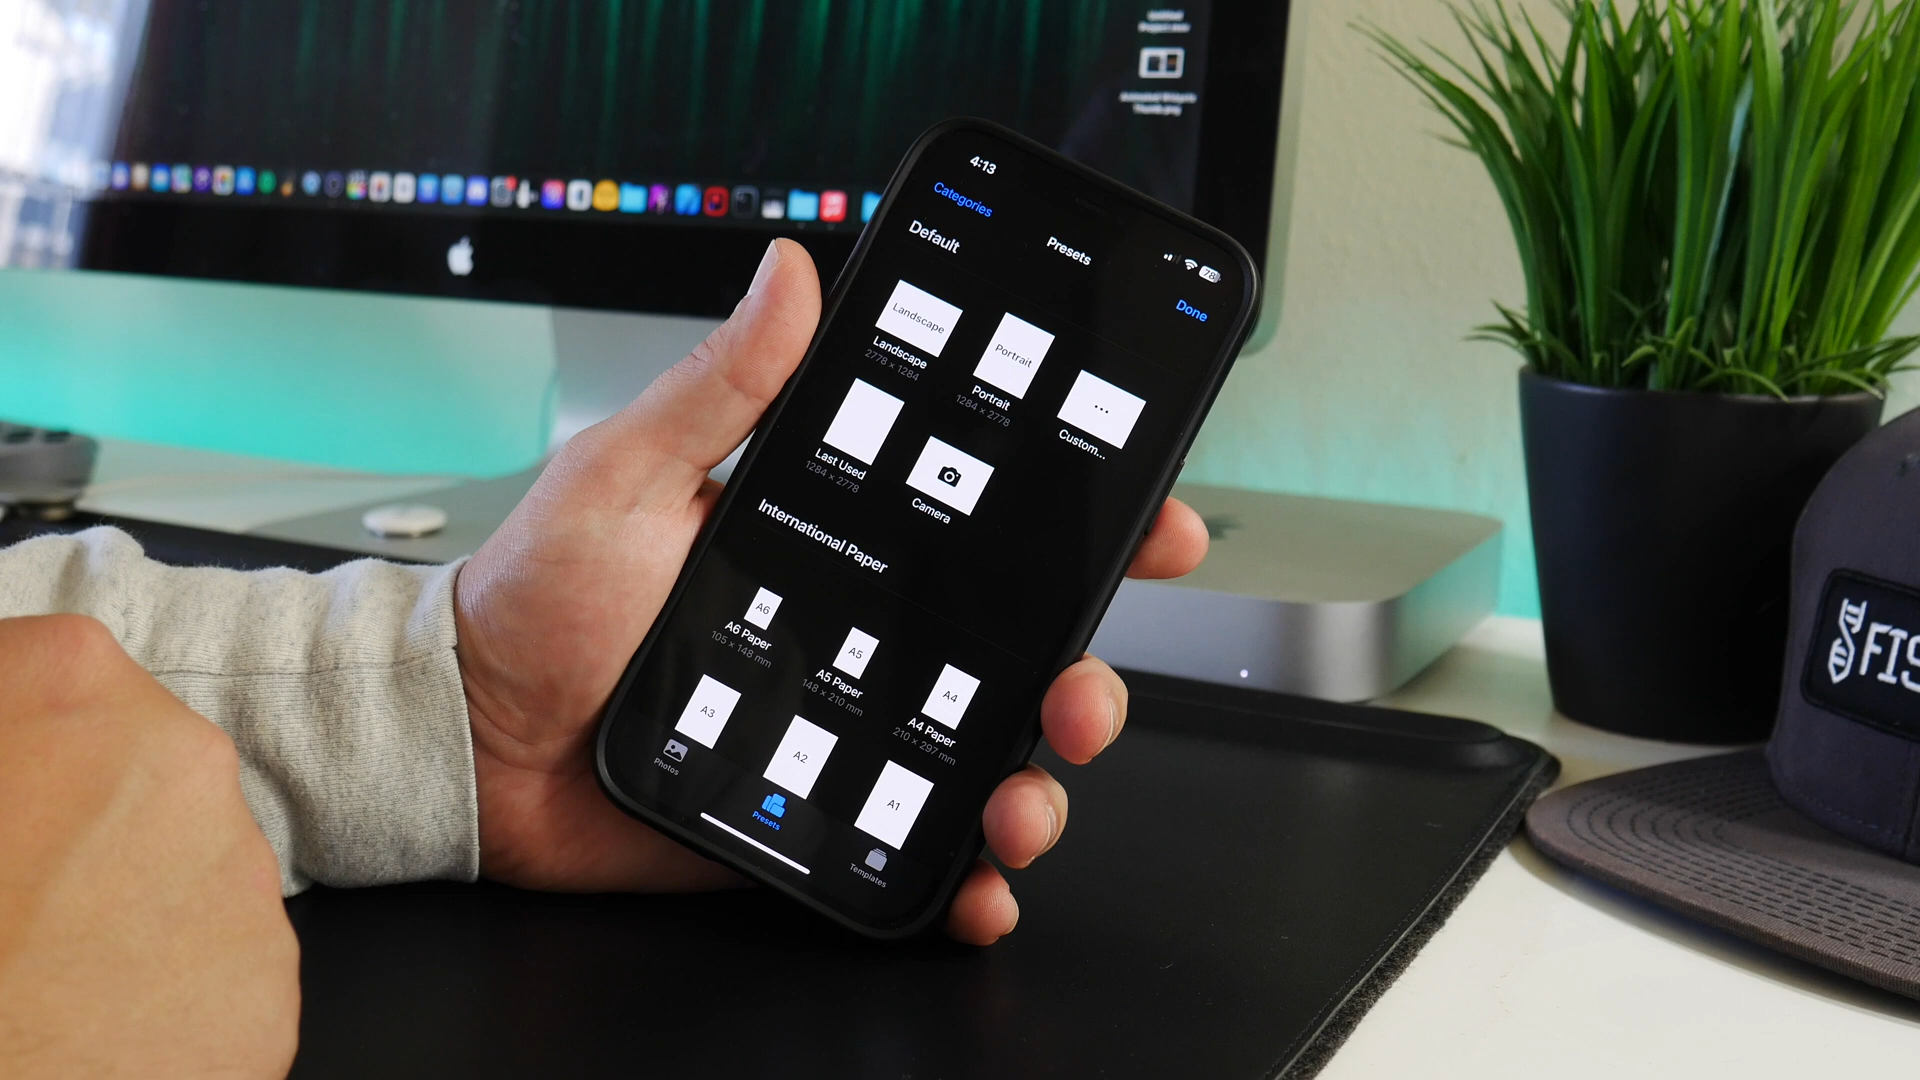 4:13
78
Categories
Presets
Done
Default
Landscape
Landscape
2778 × 1284
Portrait
Portrait
1284 × 2778
...
Custom...
Last Used
1284 × 2778
Camera
International Paper
A6
A6 Paper
105 × 148 mm
A5
A5 Paper
148 × 210 mm
A4
A4 Paper
210 × 297 mm
A3
A2
A1
Photos
Presets
Templates
FIS